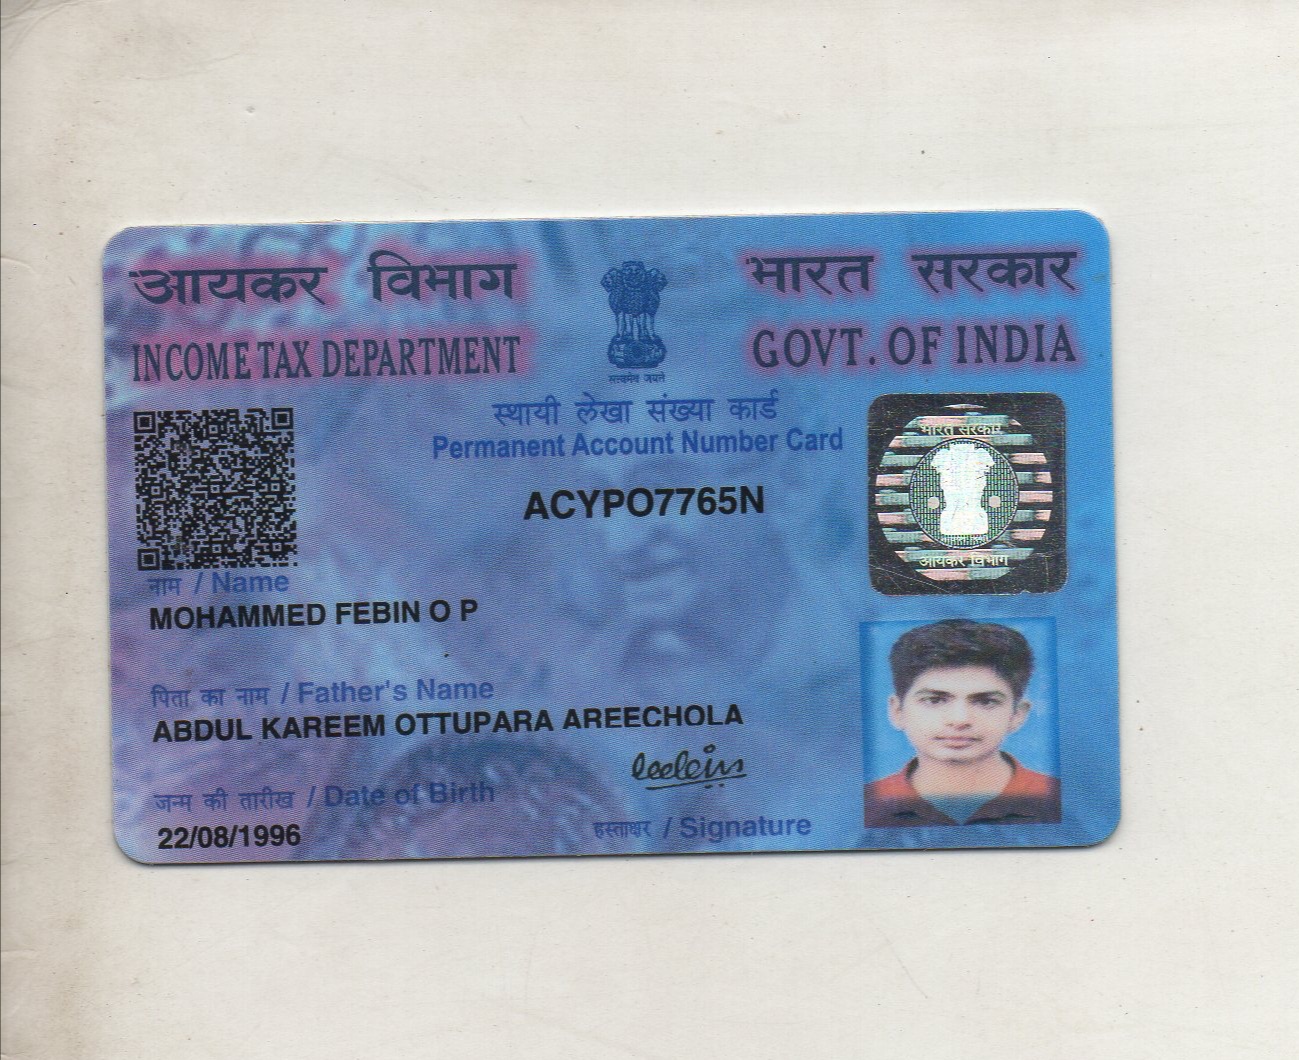 आयकर विभाग
INCOME TAX DEPARTMENT
सत्यमेव जयते
भारत सरकार
GOVT. OF INDIA
स्थायी लेखा संख्या कार्ड
Permanent Account Number Card
ACYPO7765N
भारत सरकार
आयकर विभाग
नाम / Name
MOHAMMED FEBIN O P
पिता का नाम / Father's Name
ABDUL KAREEM OTTUPARA AREECHOLA
जन्म की तारीख / Date of Birth
22/08/1996
हस्ताक्षर / Signature